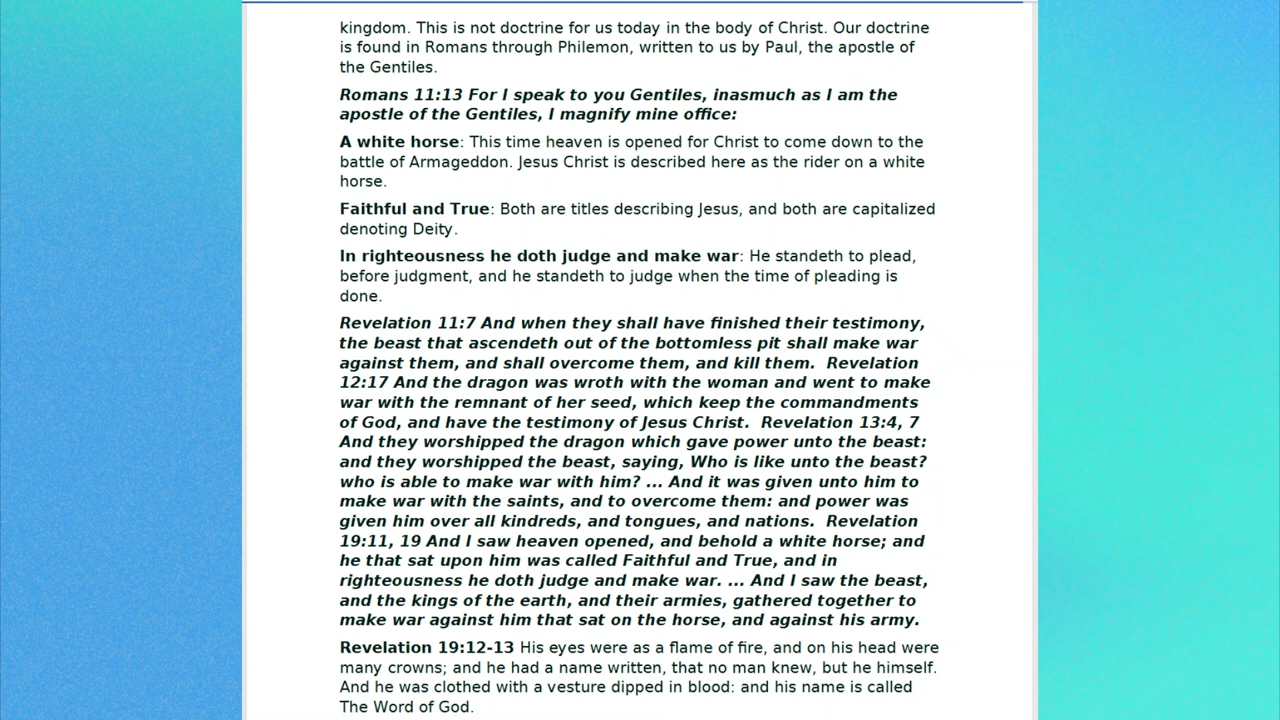 kingdom. This is not doctrine for us today in the body of Christ. Our doctrine
is found in Romans through Philemon, written to us by Paul, the apostle of
the Gentiles.
Romans 11:13 For I speak to you Gentiles, inasmuch as I am the
apostle of the Gentiles, I magnify mine office:
A white horse: This time heaven is opened for Christ to come down to the
battle of Armageddon. Jesus Christ is described here as the rider on a white
horse.
Faithful and True: Both are titles describing Jesus, and both are capitalized
denoting Deity.
In righteousness he doth judge and make war: He standeth to plead,
before judgment, and he standeth to judge when the time of pleading is
done.
Revelation 11:7 And when they shall have finished their testimony,
the beast that ascendeth out of the bottomless pit shall make war
against them, and shall overcome them, and kill them.  Revelation
12:17 And the dragon was wroth with the woman and went to make
war with the remnant of her seed, which keep the commandments
of God, and have the testimony of Jesus Christ.  Revelation 13:4, 7
And they worshipped the dragon which gave power unto the beast:
and they worshipped the beast, saying, Who is like unto the beast?
who is able to make war with him? ... And it was given unto him to
make war with the saints, and to overcome them: and power was
given him over all kindreds, and tongues, and nations.  Revelation
19:11, 19 And I saw heaven opened, and behold a white horse; and
he that sat upon him was called Faithful and True, and in
righteousness he doth judge and make war. ... And I saw the beast,
and the kings of the earth, and their armies, gathered together to
make war against him that sat on the horse, and against his army.
Revelation 19:12-13 His eyes were as a flame of fire, and on his head were
many crowns; and he had a name written, that no man knew, but he himself.
And he was clothed with a vesture dipped in blood: and his name is called
The Word of God.